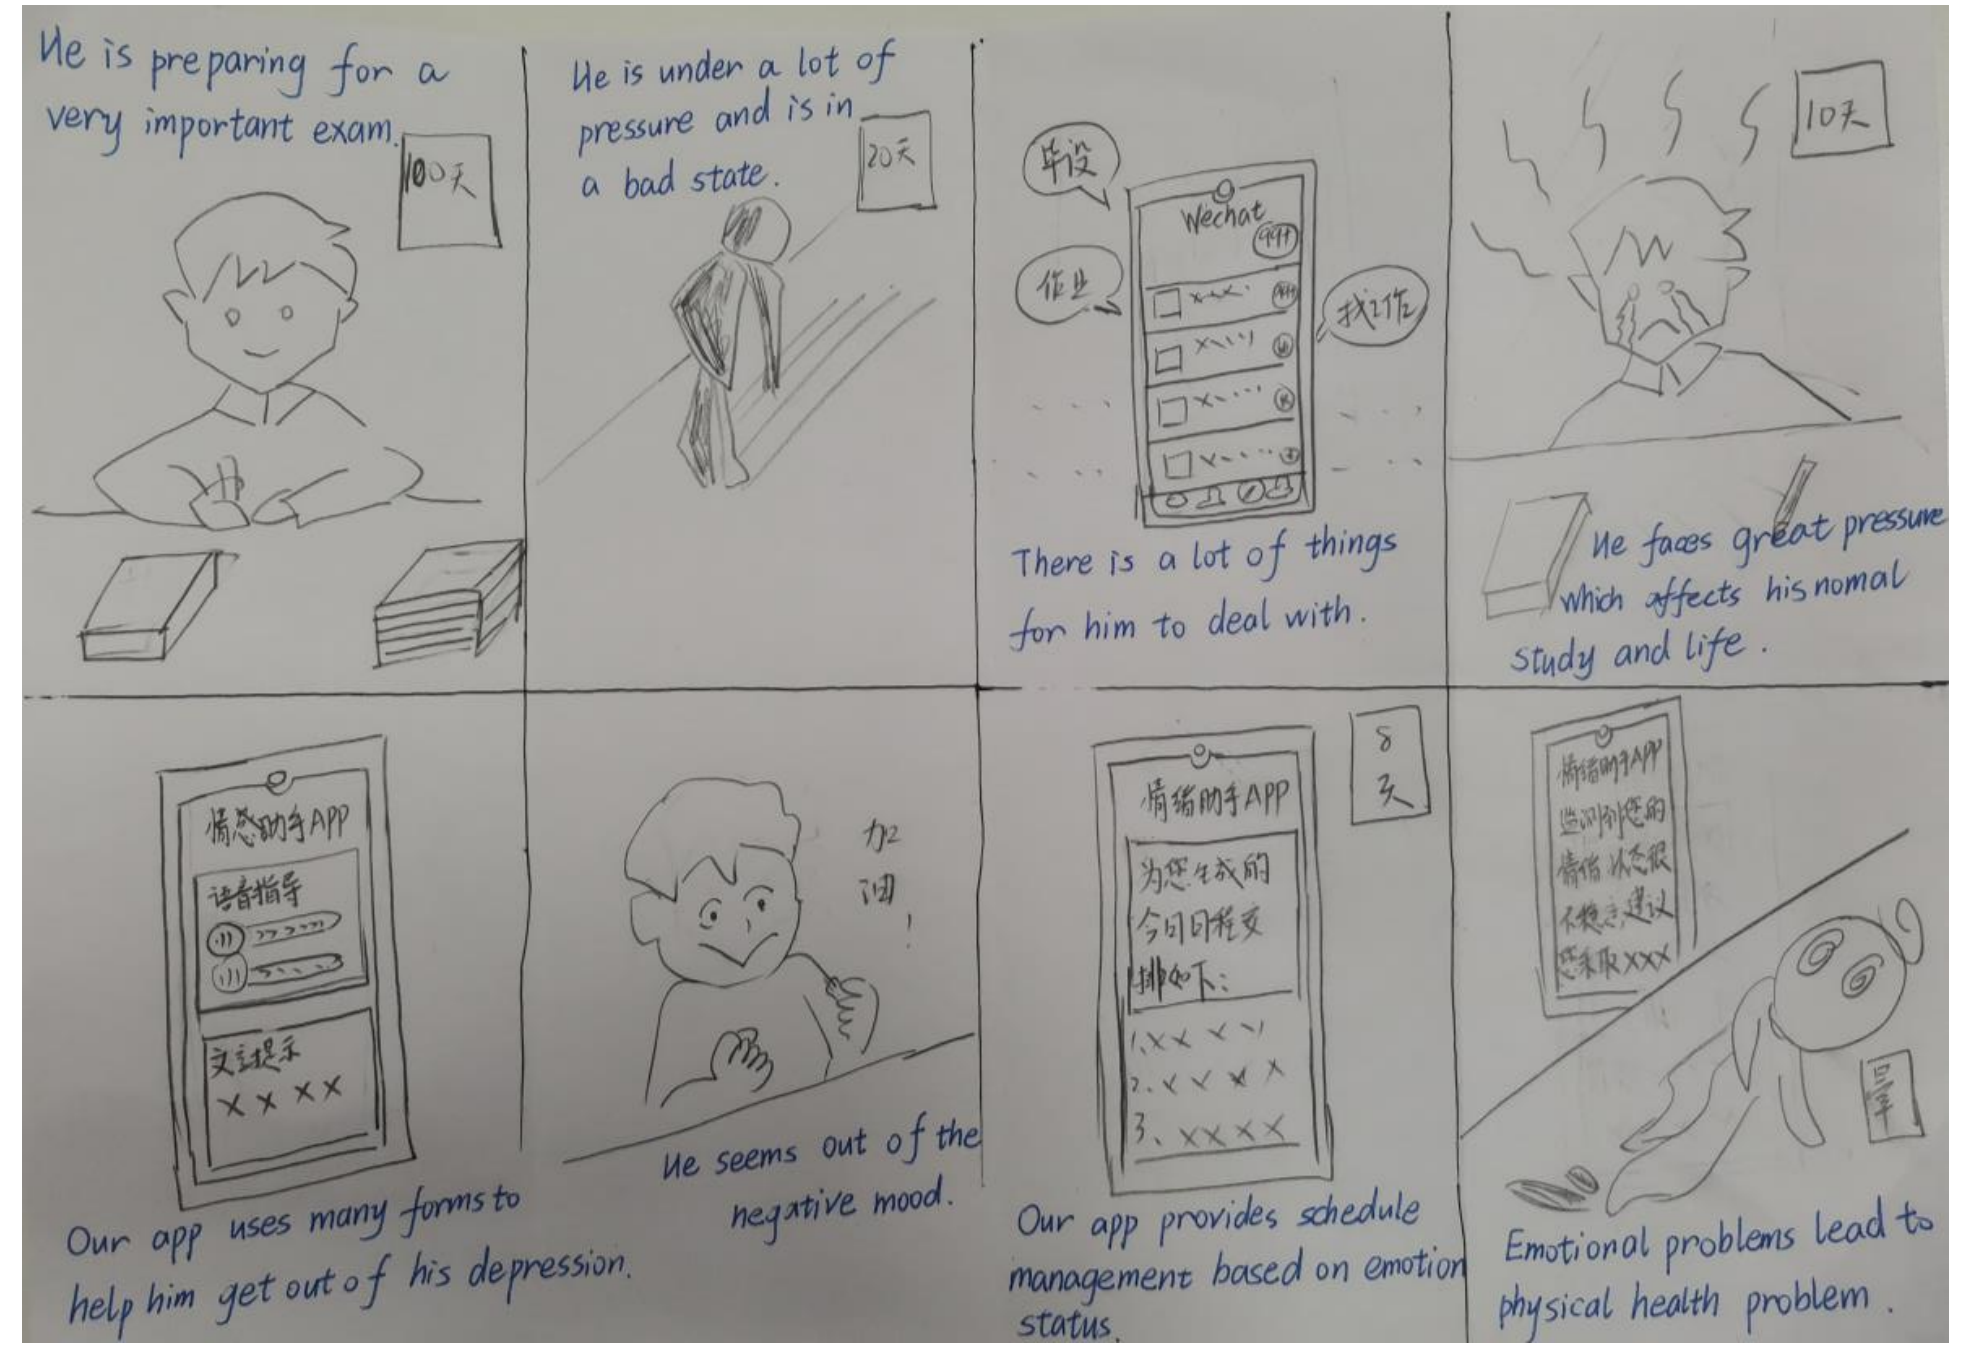 He is preparing for a
very important exam.
100天
He is under a lot of
pressure and is in
a bad state.
20天
毕设
作业
找工作
Wechat
99+
99+
There is a lot of things
for him to deal with.
10天
He faces great pressure
which affects his nomal
study and life.
情感助手APP
语音指导
文言提示
XXXX
Our app uses many forms to
help him get out of his depression.
加
油
!
He seems out of the
negative mood.
8
天
情绪助手APP
为您生成的
今日日程安
排如下:
1.
2.
3. XXXX
Our app provides schedule
management based on emotion
status.
情绪助手APP
监测到您的
情绪状态很
不稳定,建议
您采取XXX
Emotional problems lead to
physical health problem.